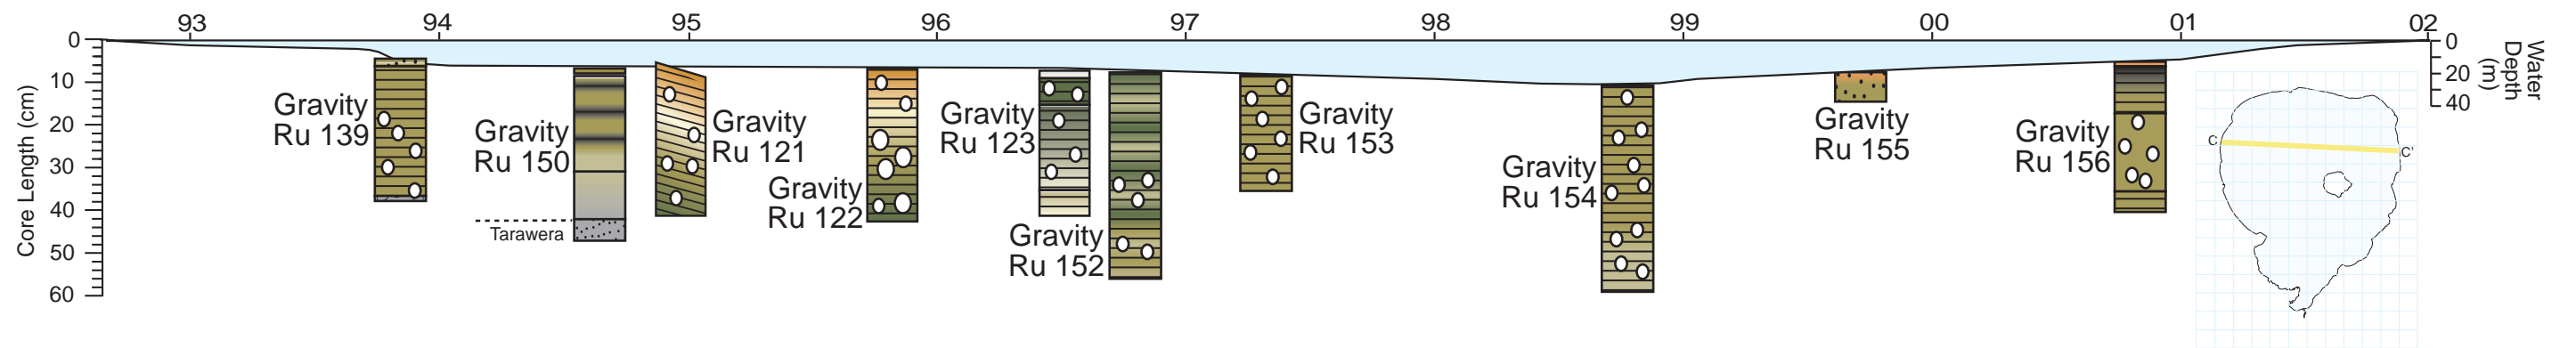 93 94 95 96 97 98 99 00 01 02
0
10
20
30
40
50
60
Core Length (cm)
Gravity
Ru 139
Gravity
Ru 150
Tarawera
Gravity
Ru 121
Gravity
Ru 122
Gravity
Ru 123
Gravity
Ru 152
Gravity
Ru 153
Gravity
Ru 154
Gravity
Ru 155
Gravity
Ru 156
0
20
40
Water
Depth
(m)
C
C'